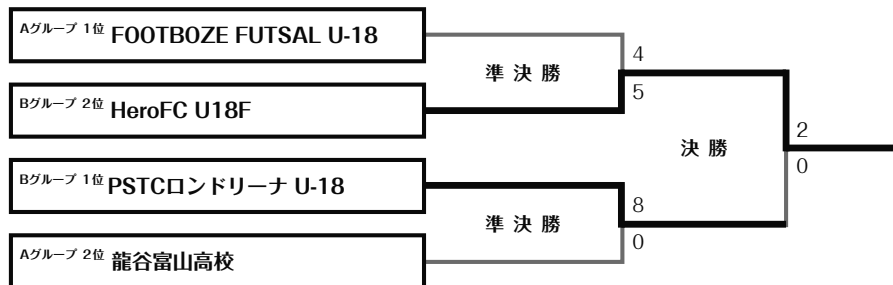 Aグループ 1位 FOOTBOZE FUTSAL U-18
準決勝
4
5
Bグループ 2位 HeroFC U18F
決勝
2
0
Bグループ 1位 PSTCロンドリーナ U-18
準決勝
8
0
Aグループ 2位 龍谷富山高校